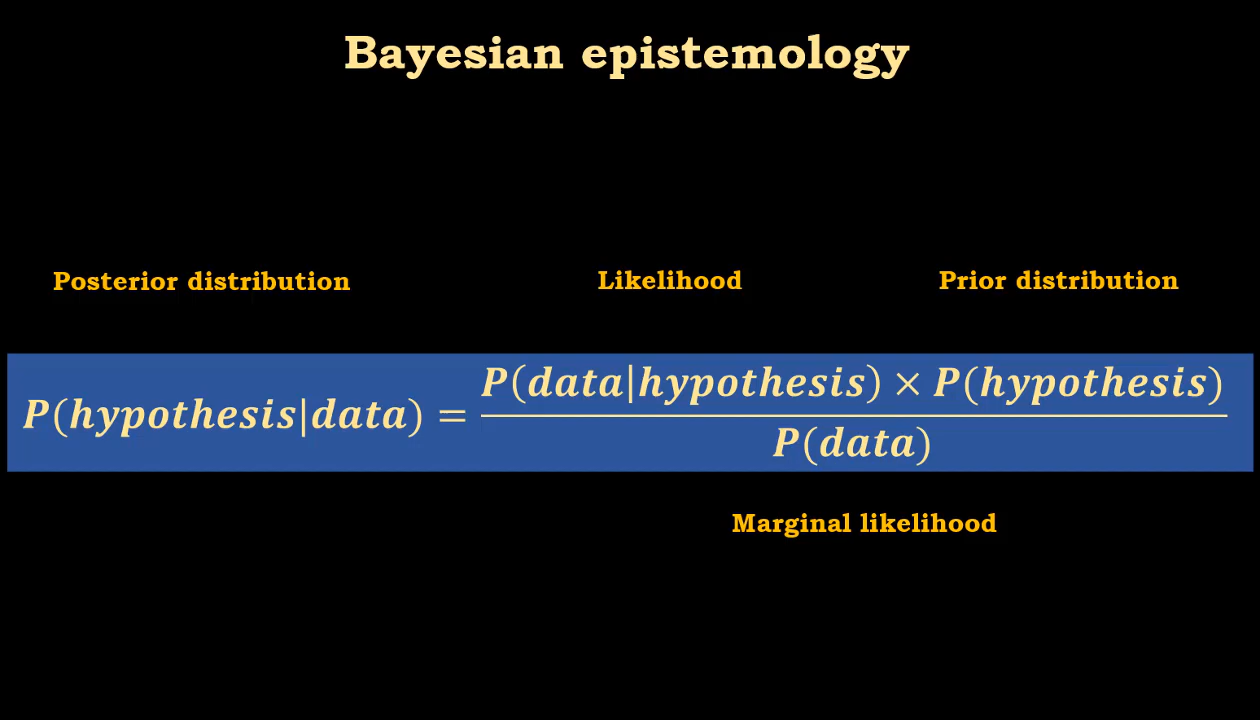 Bayesian epistemology
Posterior distribution
Likelihood
Prior distribution
P(hypothesis|data) = P(data|hypothesis) × P(hypothesis)
P(data)
Marginal likelihood